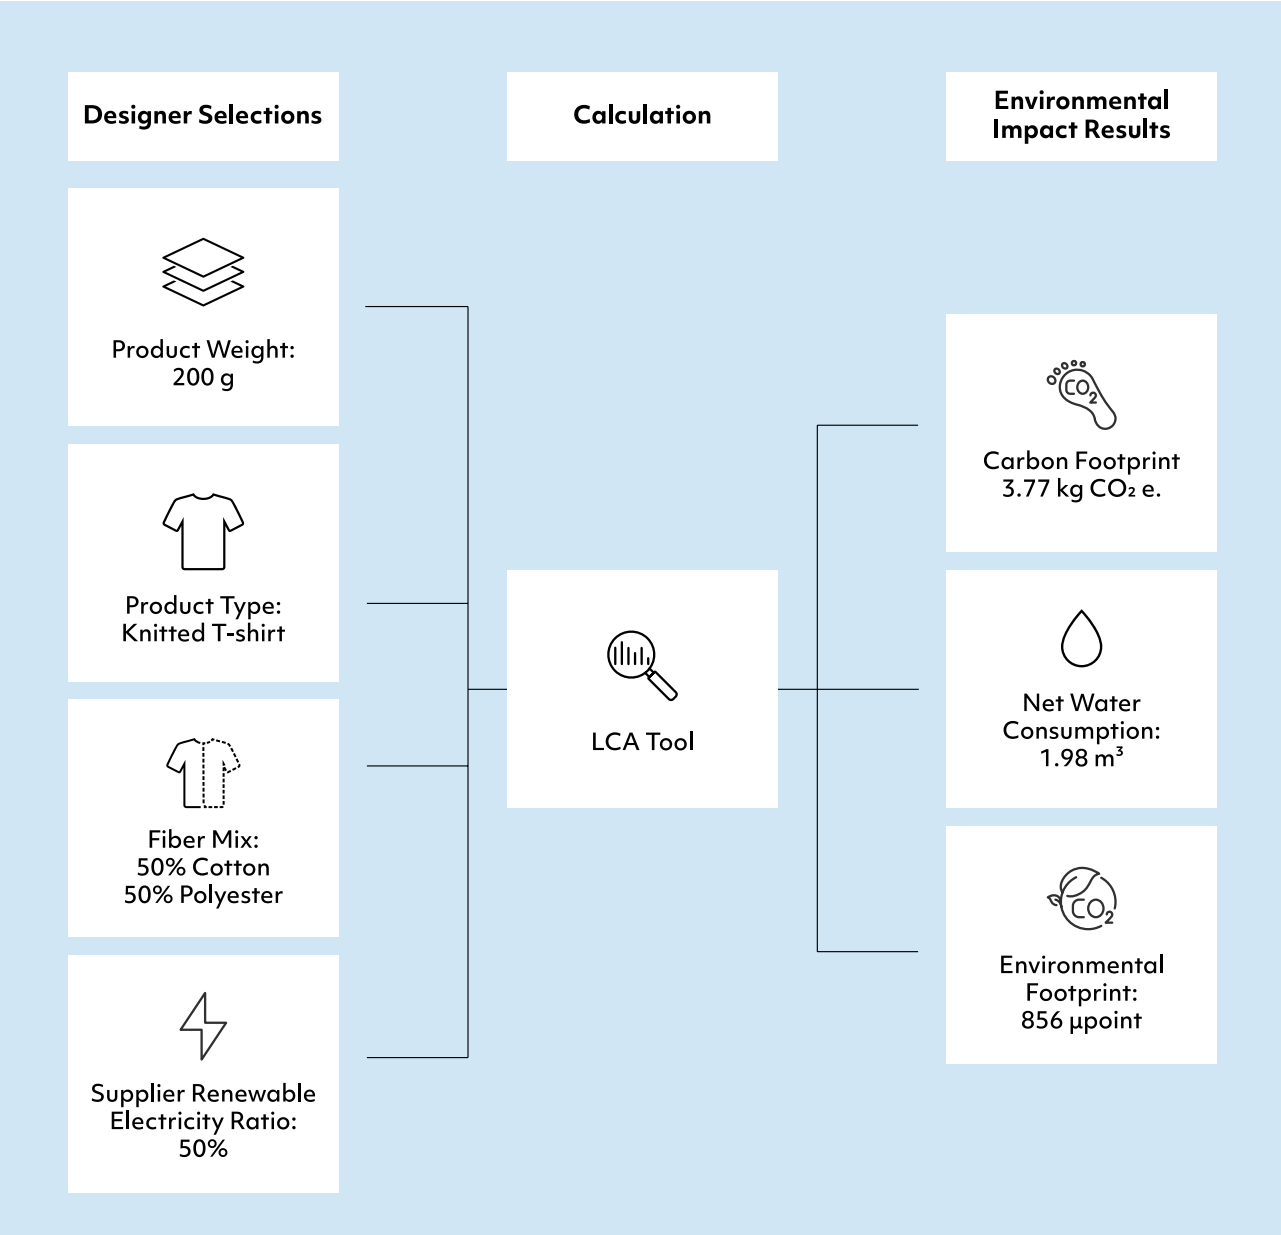 Designer Selections
Calculation
Environmental
Impact Results
Product Weight:
200 g
Product Type:
Knitted T-shirt
Fiber Mix:
50% Cotton
50% Polyester
Supplier Renewable
Electricity Ratio:
50%
LCA Tool
CO₂
Carbon Footprint
3.77 kg CO₂ e.
Net Water
Consumption:
1.98 m³
CO₂
Environmental
Footprint:
856 µpoint